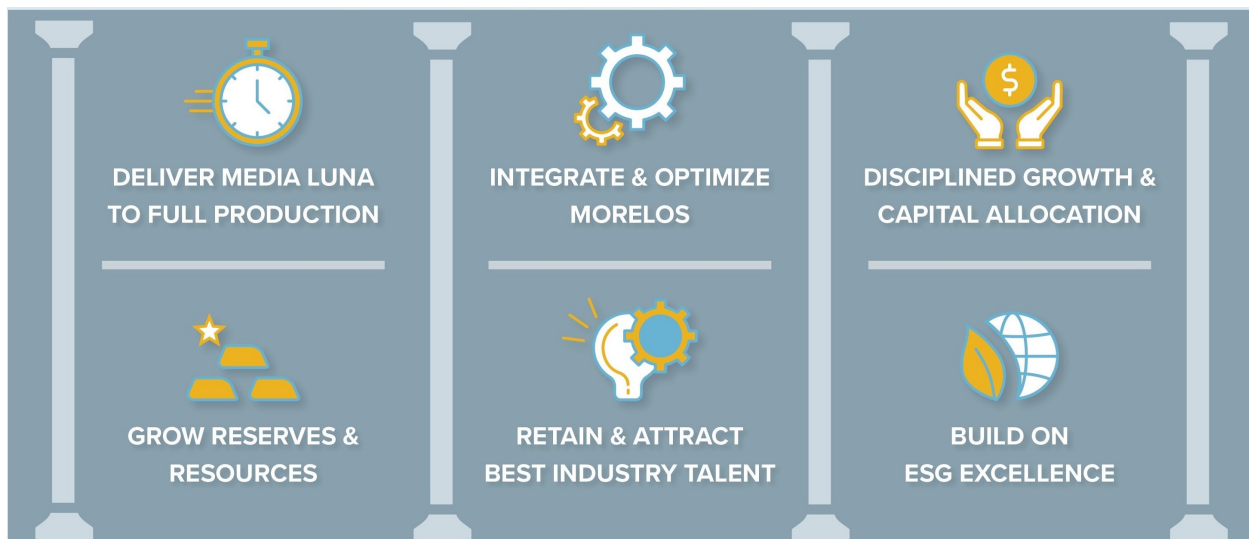 DELIVER MEDIA LUNA
TO FULL PRODUCTION
INTEGRATE & OPTIMIZE
MORELOS
$
DISCIPLINED GROWTH &
CAPITAL ALLOCATION
GROW RESERVES &
RESOURCES
RETAIN & ATTRACT
BEST INDUSTRY TALENT
BUILD ON
ESG EXCELLENCE